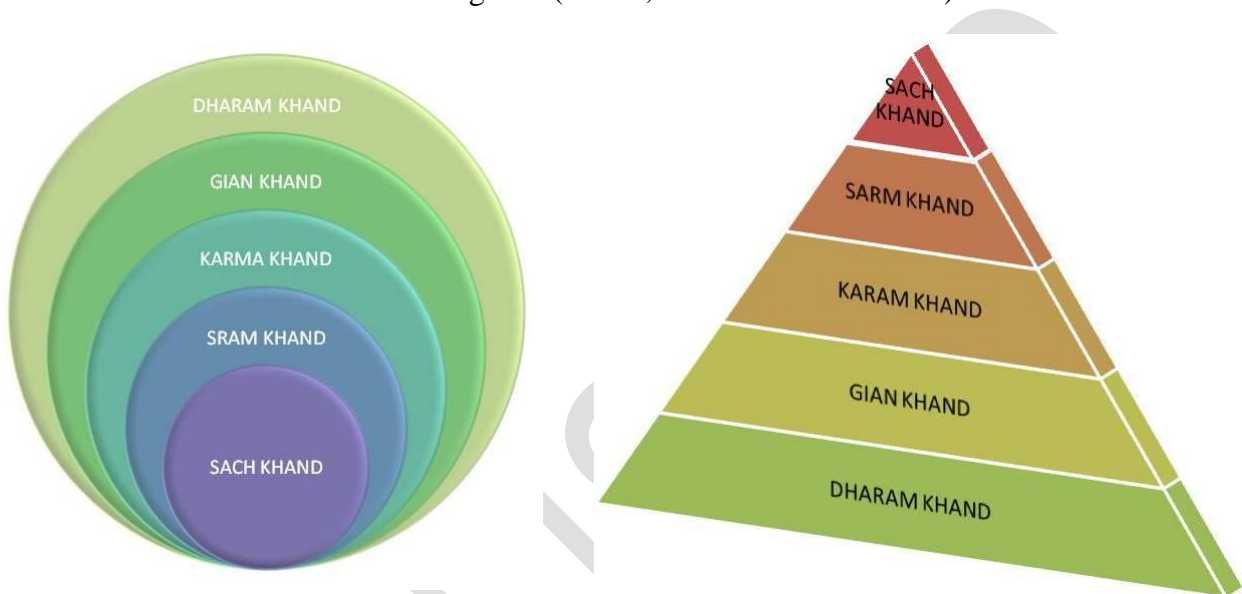 DHARAM KHAND
GIAN KHAND
KARMA KHAND
SRAM KHAND
SACH KHAND
SACH
KHAND
SARM KHAND
KARAM KHAND
GIAN KHAND
DHARAM KHAND